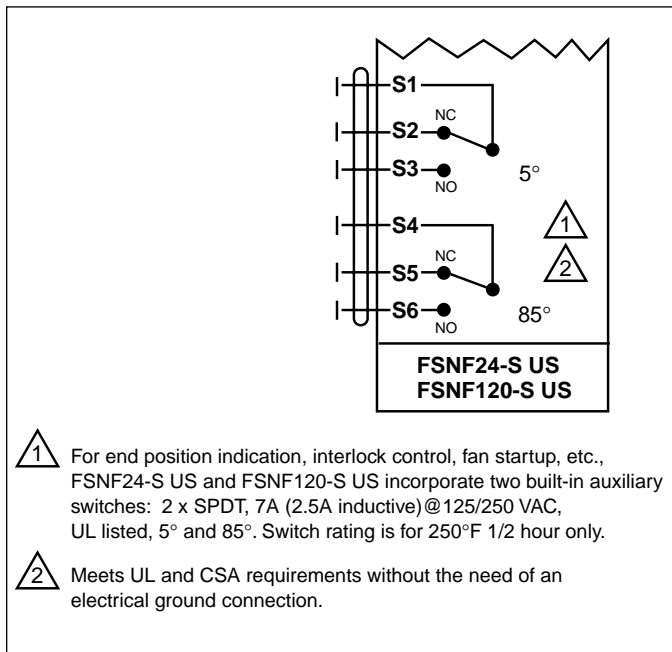 S1
NC
S2
S3
NO
5°
S4
1
NC
2
S5
S6
NO
85°
FSNF24-S US
FSNF120-S US
1 For end position indication, interlock control, fan startup, etc.,
FSNF24-S US and FSNF120-S US incorporate two built-in auxiliary
switches: 2 x SPDT, 7A (2.5A inductive)@125/250 VAC,
UL listed, 5° and 85°. Switch rating is for 250°F 1/2 hour only.
2 Meets UL and CSA requirements without the need of an
electrical ground connection.